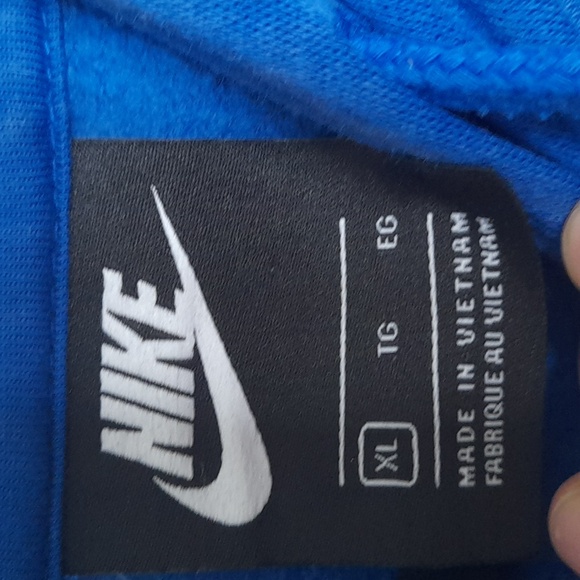 NIKE
XL TG EG
MADE IN VIETNAM
FABRIQUE AU VIETNAM